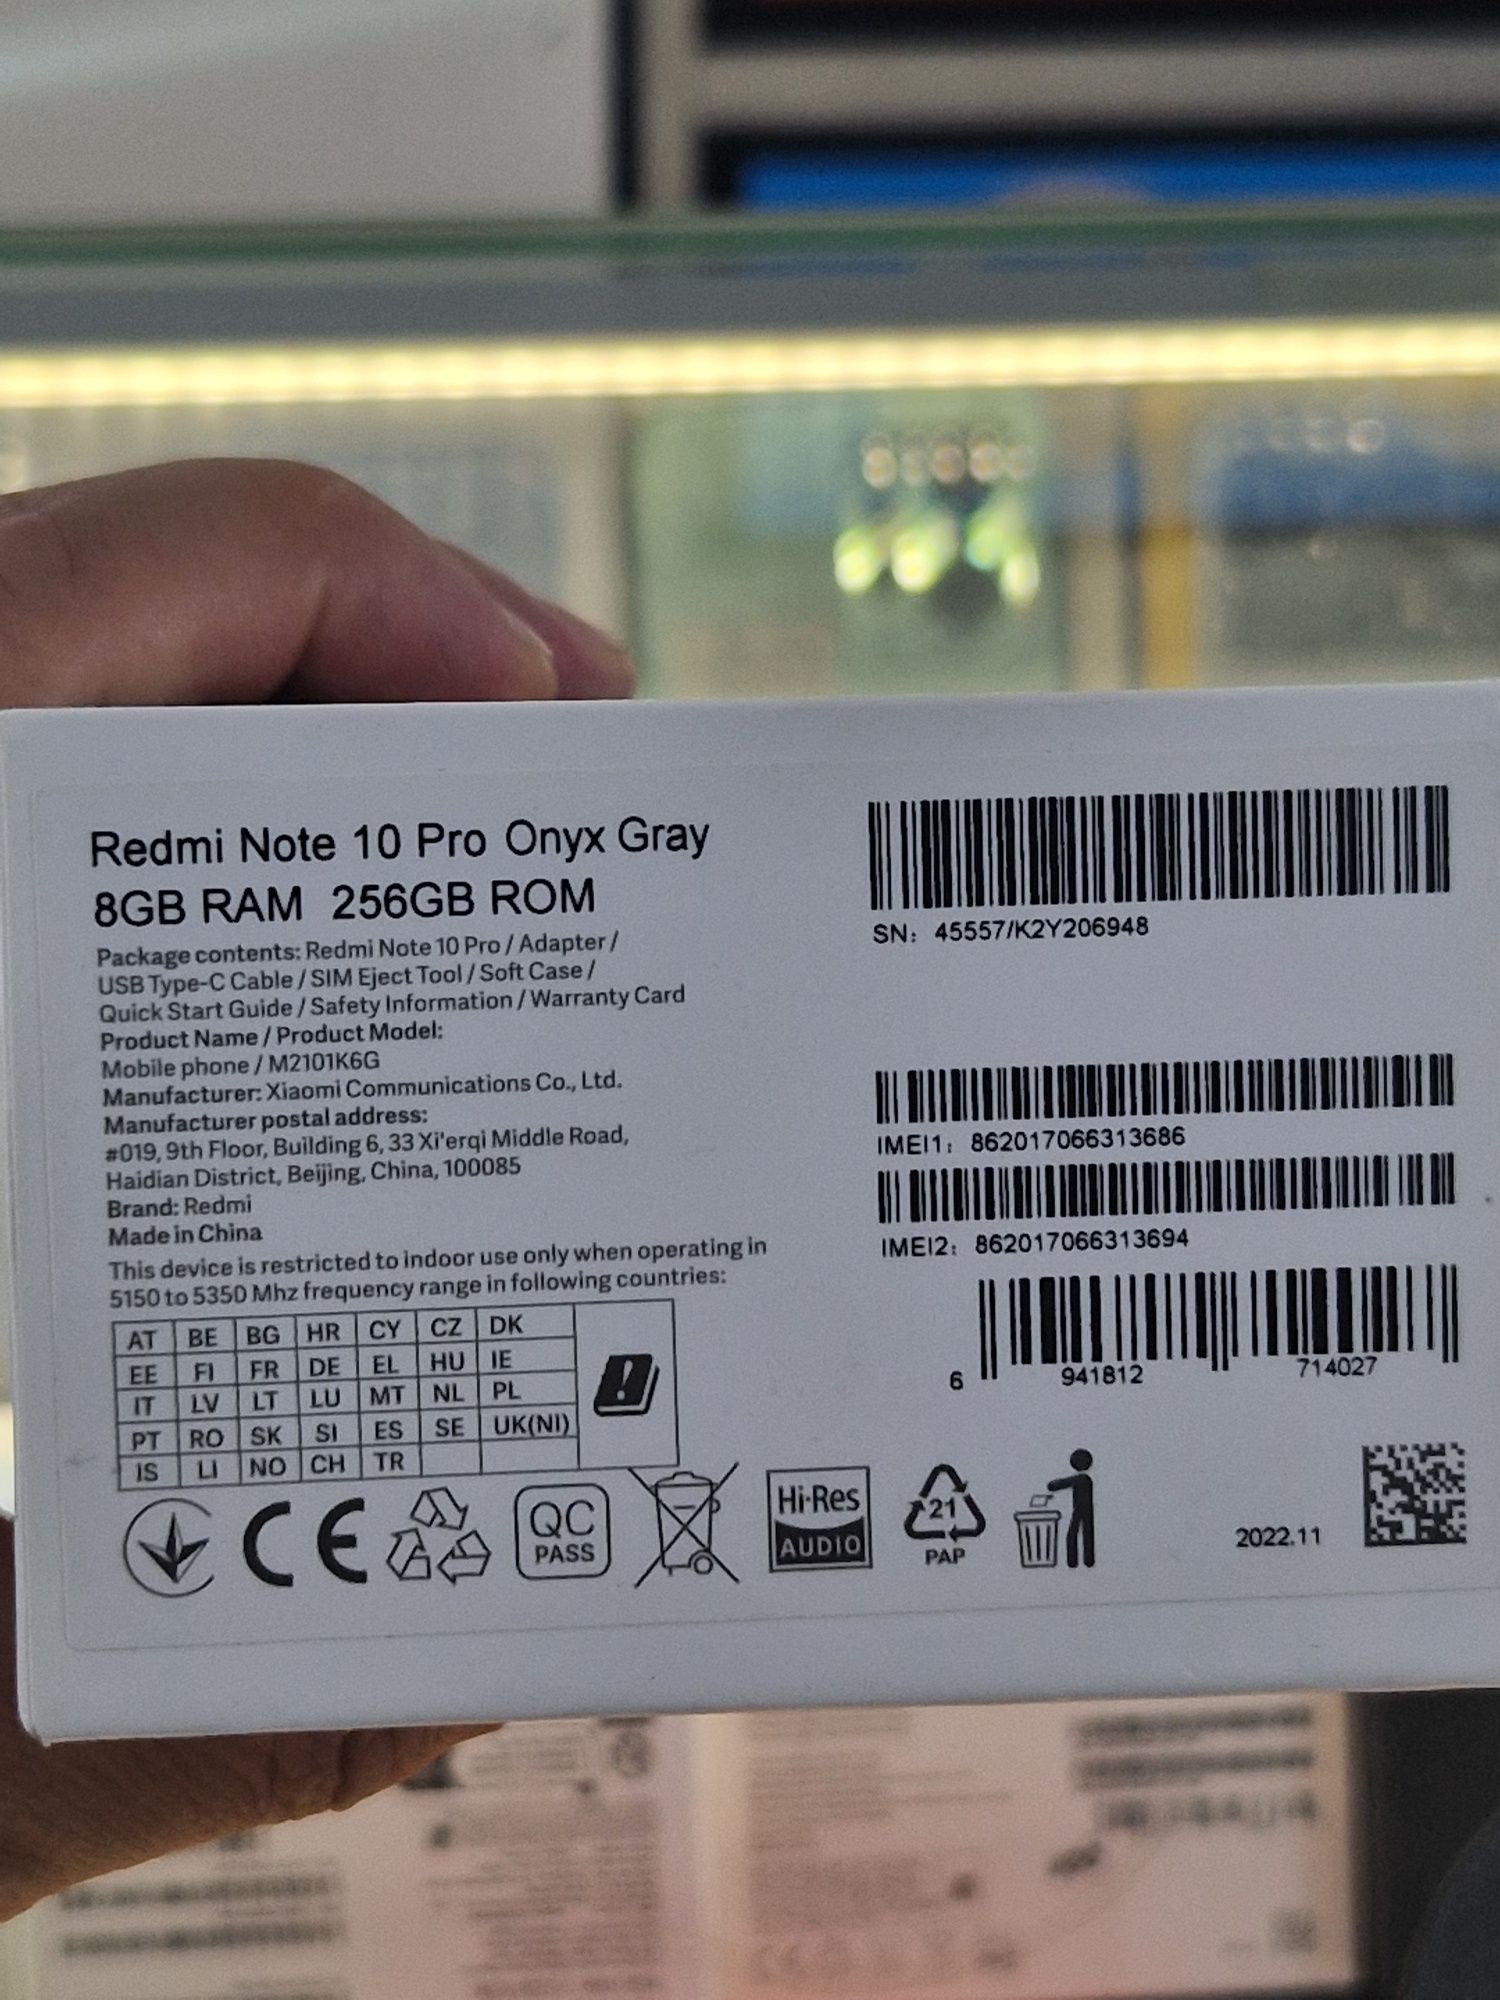 Redmi Note 10 Pro Onyx Gray
8GB RAM 256GB ROM
Package contents: Redmi Note 10 Pro / Adapter /
USB Type-C Cable / SIM Eject Tool / Soft Case /
Quick Start Guide / Safety Information / Warranty Card
Product Name / Product Model:
Mobile phone / M2101K6G
Manufacturer: Xiaomi Communications Co., Ltd.
Manufacturer postal address:
#019, 9th Floor, Building 6, 33 Xi'erqi Middle Road,
Haidian District, Beijing, China, 100085
Brand: Redmi
Made in China
This device is restricted to indoor use only when operating in
5150 to 5350 Mhz frequency range in following countries:
AT BE BG HR CY CZ DK
EE FI FR DE EL HU IE
IT LV LT LU MT NL PL
PT RO SK SI ES SE UK(NI)
IS LI NO CH TR
CE
QC
PASS
Hi-Res
AUDIO
21
PAP
SN: 45557/K2Y206948
IMEI1: 862017066313686
IMEI2: 862017066313694
6 941812 714027
2022.11